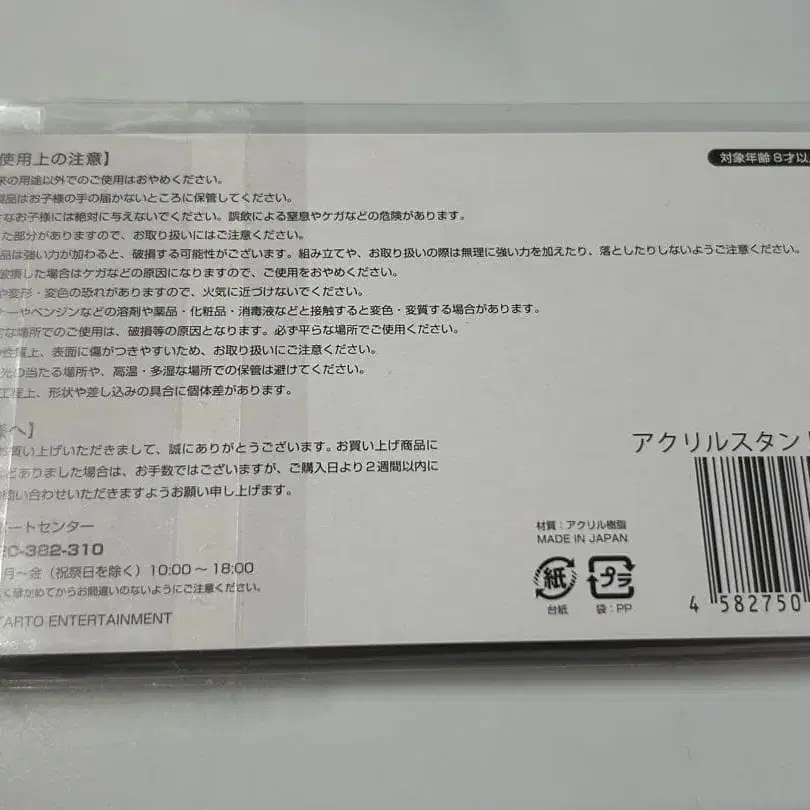 使用上の注意】
対象年齢8才以
来の用途以外でのご使用はおやめください。
製品はお子様の手の届かないところに保管してください。
なお子様には絶対に与えないでください。誤飲による窒息やケガなどの危険があります。
た部分がありますので、お取り扱いにはご注意ください。
品は強い力が加わると、破損する可能性がございます。組み立てや、お取り扱いの際は無理に強い力を加えたり、落としたりしないようご注意ください。
破損した場合はケガなどの原因になりますので、ご使用をおやめください。
や変形・変色の恐れがありますので、火気に近づけないでください。
ナーやベンジンなどの溶剤や薬品・化粧品・消毒液などと接触すると変色・変質する場合があります。
な場所でのご使用は、破損等の原因となります。必ず平らな場所でご使用ください。
性質上、表面に傷がつきやすいため、お取り扱いにご注意ください。
光の当たる場所や、高温・多湿な場所での保管は避けてください。
工程上、形状や差し込みの具合に個体差があります。
様へ】
お買い上げいただきまして、誠にありがとうございます。お買い上げ商品に
どありました場合は、お手数ではございますが、ご購入日より2週間以内に
問い合わせいただきますようお願い申し上げます。
ートセンター
20-382-310
月～金（祝祭日を除く）10:00～18:00
く確かめてからお間違いのないようにご注意ください。
TARTO ENTERTAINMENT
アクリルスタン
材質：アクリル樹脂
MADE IN JAPAN
紙
プラ
台紙
袋：PP
4 582750